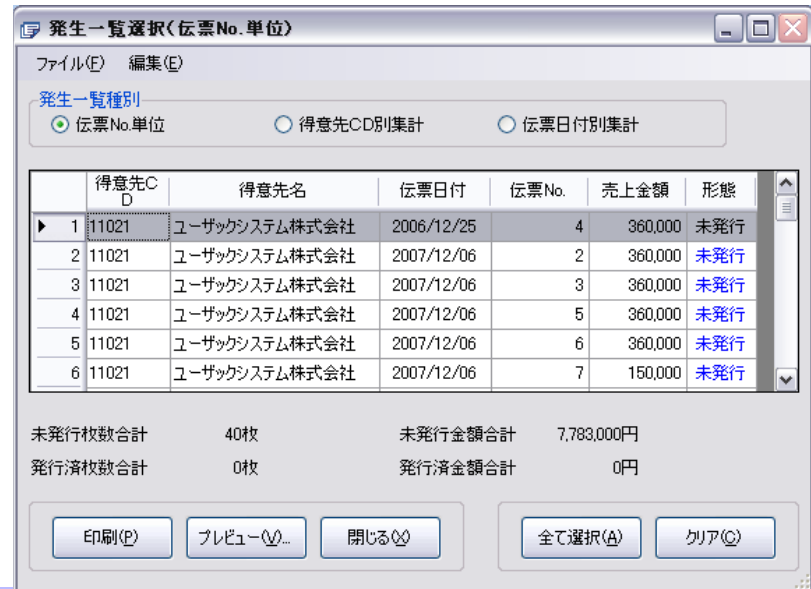 発生一覧選択(伝票No.単位)
ファイル(F) 編集(E)
発生一覧種別
伝票No.単位 得意先CD別集計 伝票日付別集計
得意先CD 得意先名 伝票日付 伝票No. 売上金額 形態
1 11021 ユーザックシステム株式会社 2006/12/25 4 360,000 未発行
2 11021 ユーザックシステム株式会社 2007/12/06 2 360,000 未発行
3 11021 ユーザックシステム株式会社 2007/12/06 3 360,000 未発行
4 11021 ユーザックシステム株式会社 2007/12/06 5 360,000 未発行
5 11021 ユーザックシステム株式会社 2007/12/06 6 360,000 未発行
6 11021 ユーザックシステム株式会社 2007/12/06 7 150,000 未発行
未発行枚数合計 40枚 未発行金額合計 7,783,000円
発行済枚数合計 0枚 発行済金額合計 0円
印刷(P) プレビュー(V)... 閉じる(X) 全て選択(A) クリア(C)